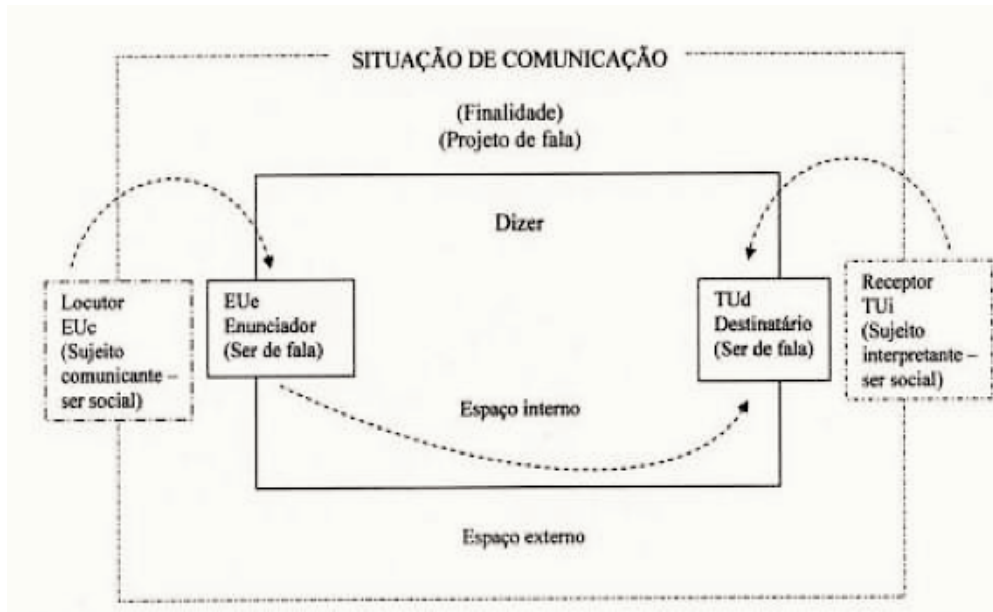 SITUAÇÃO DE COMUNICAÇÃO
(Finalidade)
(Projeto de fala)
Dizer
Locutor
EUc
(Sujeito
comunicante –
ser social)
EUe
Enunciador
(Ser de fala)
TUd
Destinatário
(Ser de fala)
Receptor
TUi
(Sujeito
interpretante –
ser social)
Espaço interno
Espaço externo